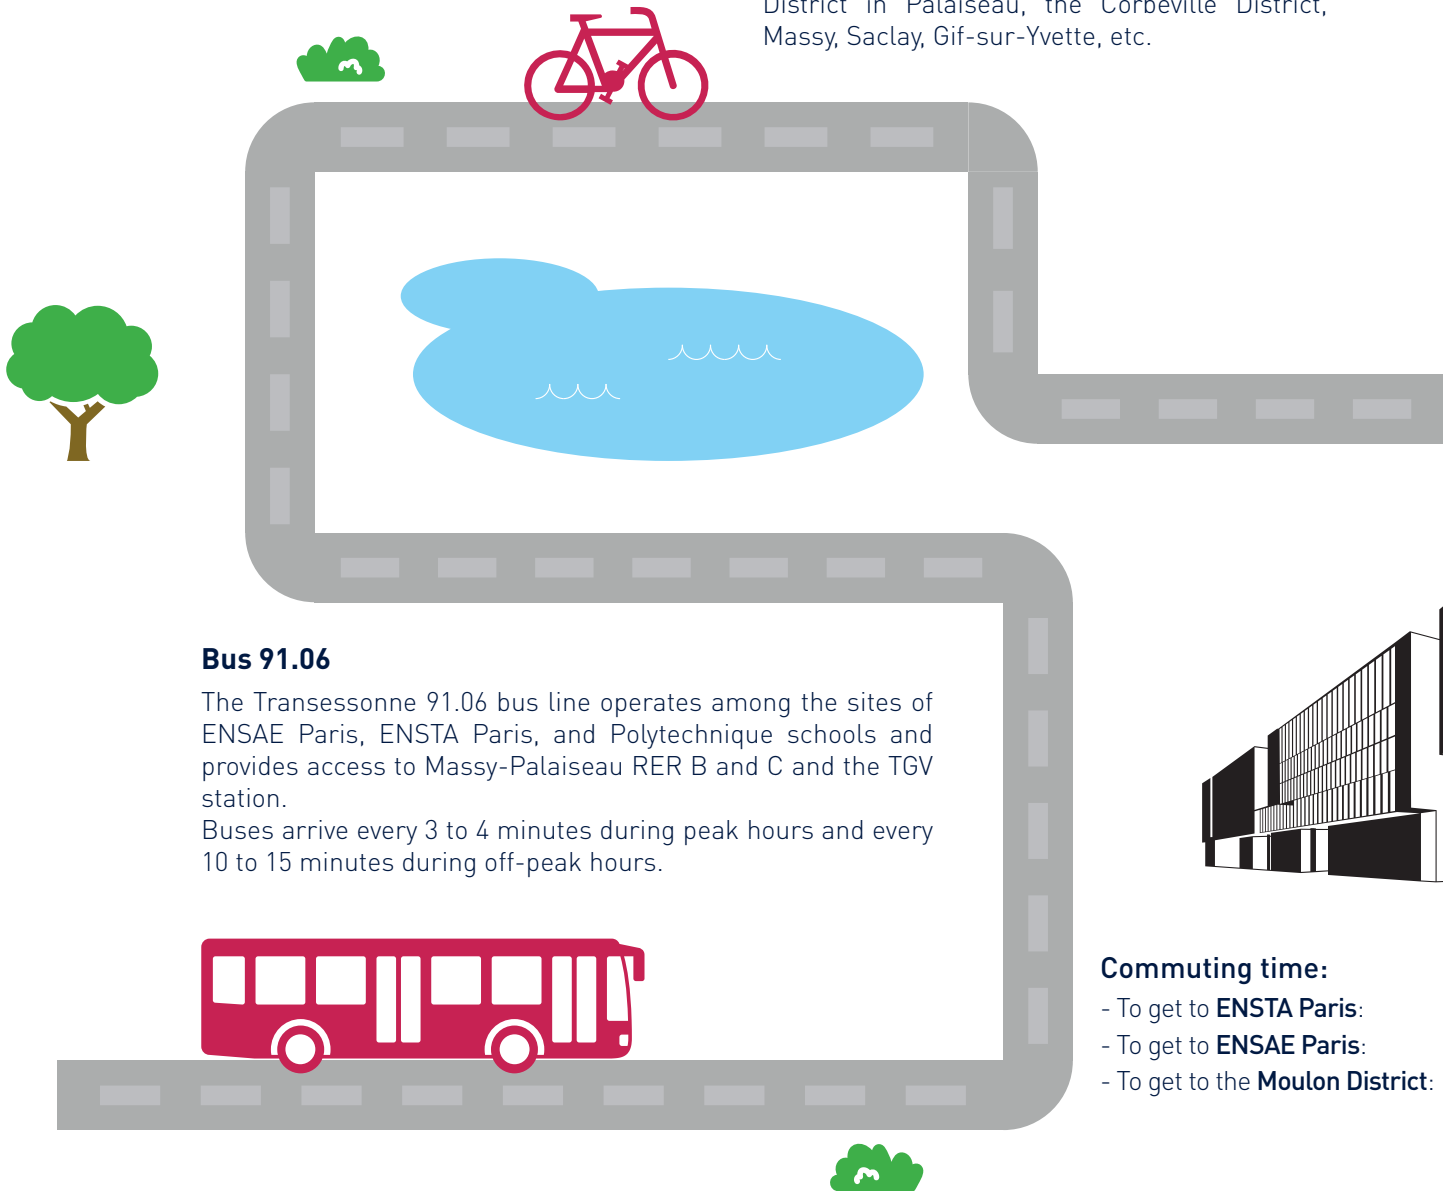 District in Palaiseau, the Corbeville District,
Massy, Saclay, Gif-sur-Yvette, etc.
Bus 91.06
The Transessonne 91.06 bus line operates among the sites of
ENSAE Paris, ENSTA Paris, and Polytechnique schools and
provides access to Massy-Palaiseau RER B and C and the TGV
station.
Buses arrive every 3 to 4 minutes during peak hours and every
10 to 15 minutes during off-peak hours.
Commuting time:
- To get to ENSTA Paris:
- To get to ENSAE Paris:
- To get to the Moulon District: